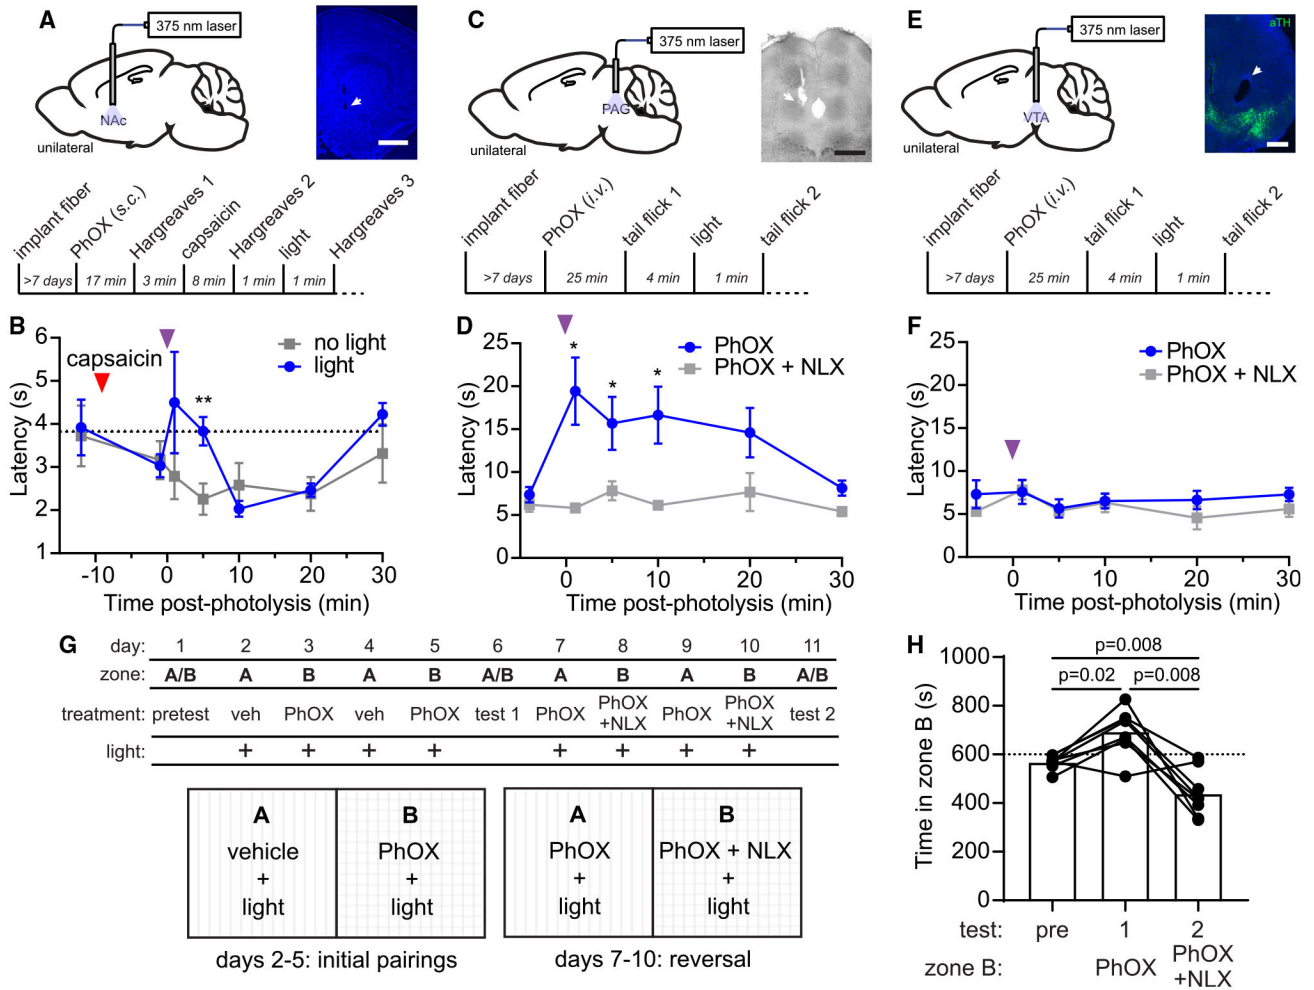 A
375 nm laser
NAc
unilateral
implant fiber
PhOX (s.c.)
Hargreaves 1
capsaicin
Hargreaves 2
light
Hargreaves 3
>7 days
17 min
3 min
8 min
1 min
1 min
C
375 nm laser
PAG
unilateral
implant fiber
PhOX (i.v.)
tail flick 1
light
tail flick 2
>7 days
25 min
4 min
1 min
E
375 nm laser
aTH
VTA
unilateral
implant fiber
PhOX (i.v.)
tail flick 1
light
tail flick 2
>7 days
25 min
4 min
1 min
B
6
5
4
3
2
1
Latency (s)
capsaicin
no light
light
**
-10
0
10
20
30
Time post-photolysis (min)
D
25
20
15
10
5
0
Latency (s)
PhOX
PhOX + NLX
*
*
*
0
10
20
30
Time post-photolysis (min)
F
25
20
15
10
5
0
Latency (s)
PhOX
PhOX + NLX
0
10
20
30
Time post-photolysis (min)
G
day: 1 2 3 4 5 6 7 8 9 10 11
zone: A/B A B A B A/B A B A B A/B
treatment: pretest veh PhOX veh PhOX test 1 PhOX PhOX +NLX PhOX PhOX +NLX test 2
light: + + + + + + + +
A
vehicle
+
light
B
PhOX
+
light
days 2-5: initial pairings
A
PhOX
+
light
B
PhOX + NLX
+
light
days 7-10: reversal
H
1000
800
600
400
200
0
Time in zone B (s)
p=0.008
p=0.02
p=0.008
test: pre 1 2
zone B: PhOX PhOX
+NLX